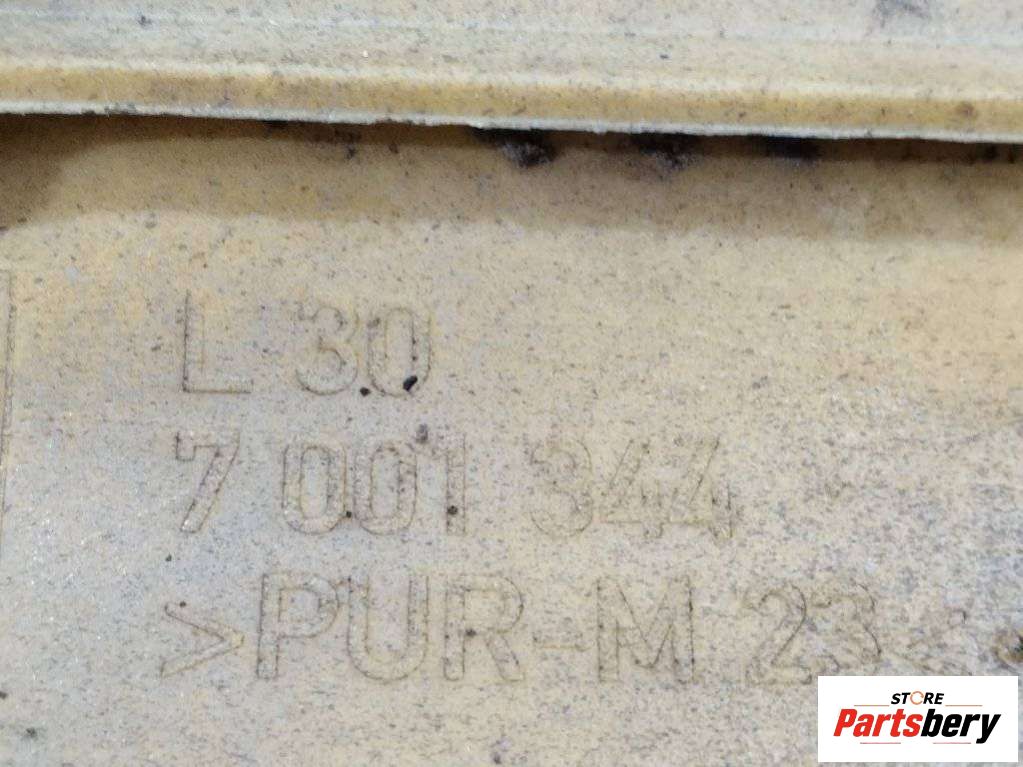 L 30
7 001 344
>PUR-M 23<
STORE
Partsbery